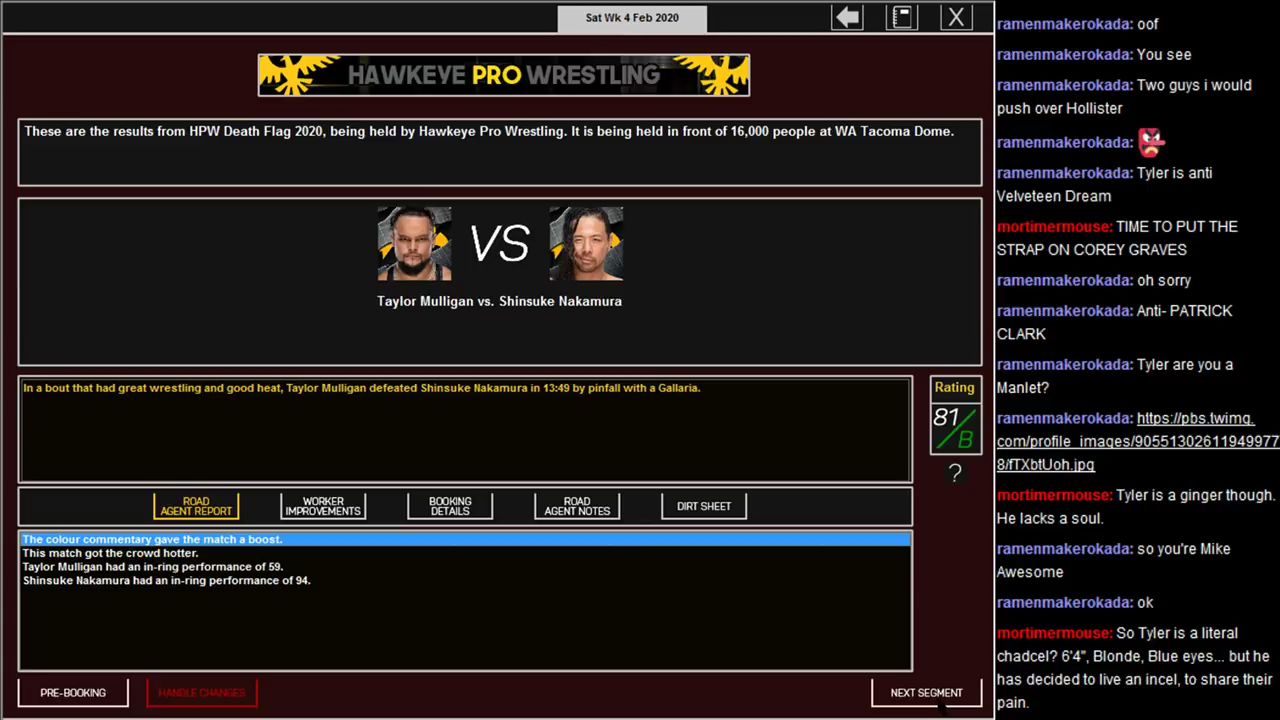 Sat Wk 4 Feb 2020
X
HAWKEYE PRO WRESTLING
These are the results from HPW Death Flag 2020, being held by Hawkeye Pro Wrestling. It is being held in front of 16,000 people at WA Tacoma Dome.
VS
Taylor Mulligan vs. Shinsuke Nakamura
In a bout that had great wrestling and good heat, Taylor Mulligan defeated Shinsuke Nakamura in 13:49 by pinfall with a Gallaria.
Rating
81/B
?
ROAD
AGENT REPORT
WORKER
IMPROVEMENTS
BOOKING
DETAILS
ROAD
AGENT NOTES
DIRT SHEET
The colour commentary gave the match a boost.
This match got the crowd hotter.
Taylor Mulligan had an in-ring performance of 59.
Shinsuke Nakamura had an in-ring performance of 94.
PRE-BOOKING
HANDLE CHANGES
NEXT SEGMENT
ramenmakerokada: oof
ramenmakerokada: You see
ramenmakerokada: Two guys i would
push over Hollister
ramenmakerokada:
ramenmakerokada: Tyler is anti
Velveteen Dream
mortimermouse: TIME TO PUT THE
STRAP ON COREY GRAVES
ramenmakerokada: oh sorry
ramenmakerokada: Anti- PATRICK
CLARK
ramenmakerokada: Tyler are you a
Manlet?
ramenmakerokada: https://pbs.twimg.
com/profile_images/90551302611949977
8/fTXbtUoh.jpg
mortimermouse: Tyler is a ginger though.
He lacks a soul.
ramenmakerokada: so you're Mike
Awesome
ramenmakerokada: ok
mortimermouse: So Tyler is a literal
chadcel? 6'4", Blonde, Blue eyes... but he
has decided to live an incel, to share their
pain.